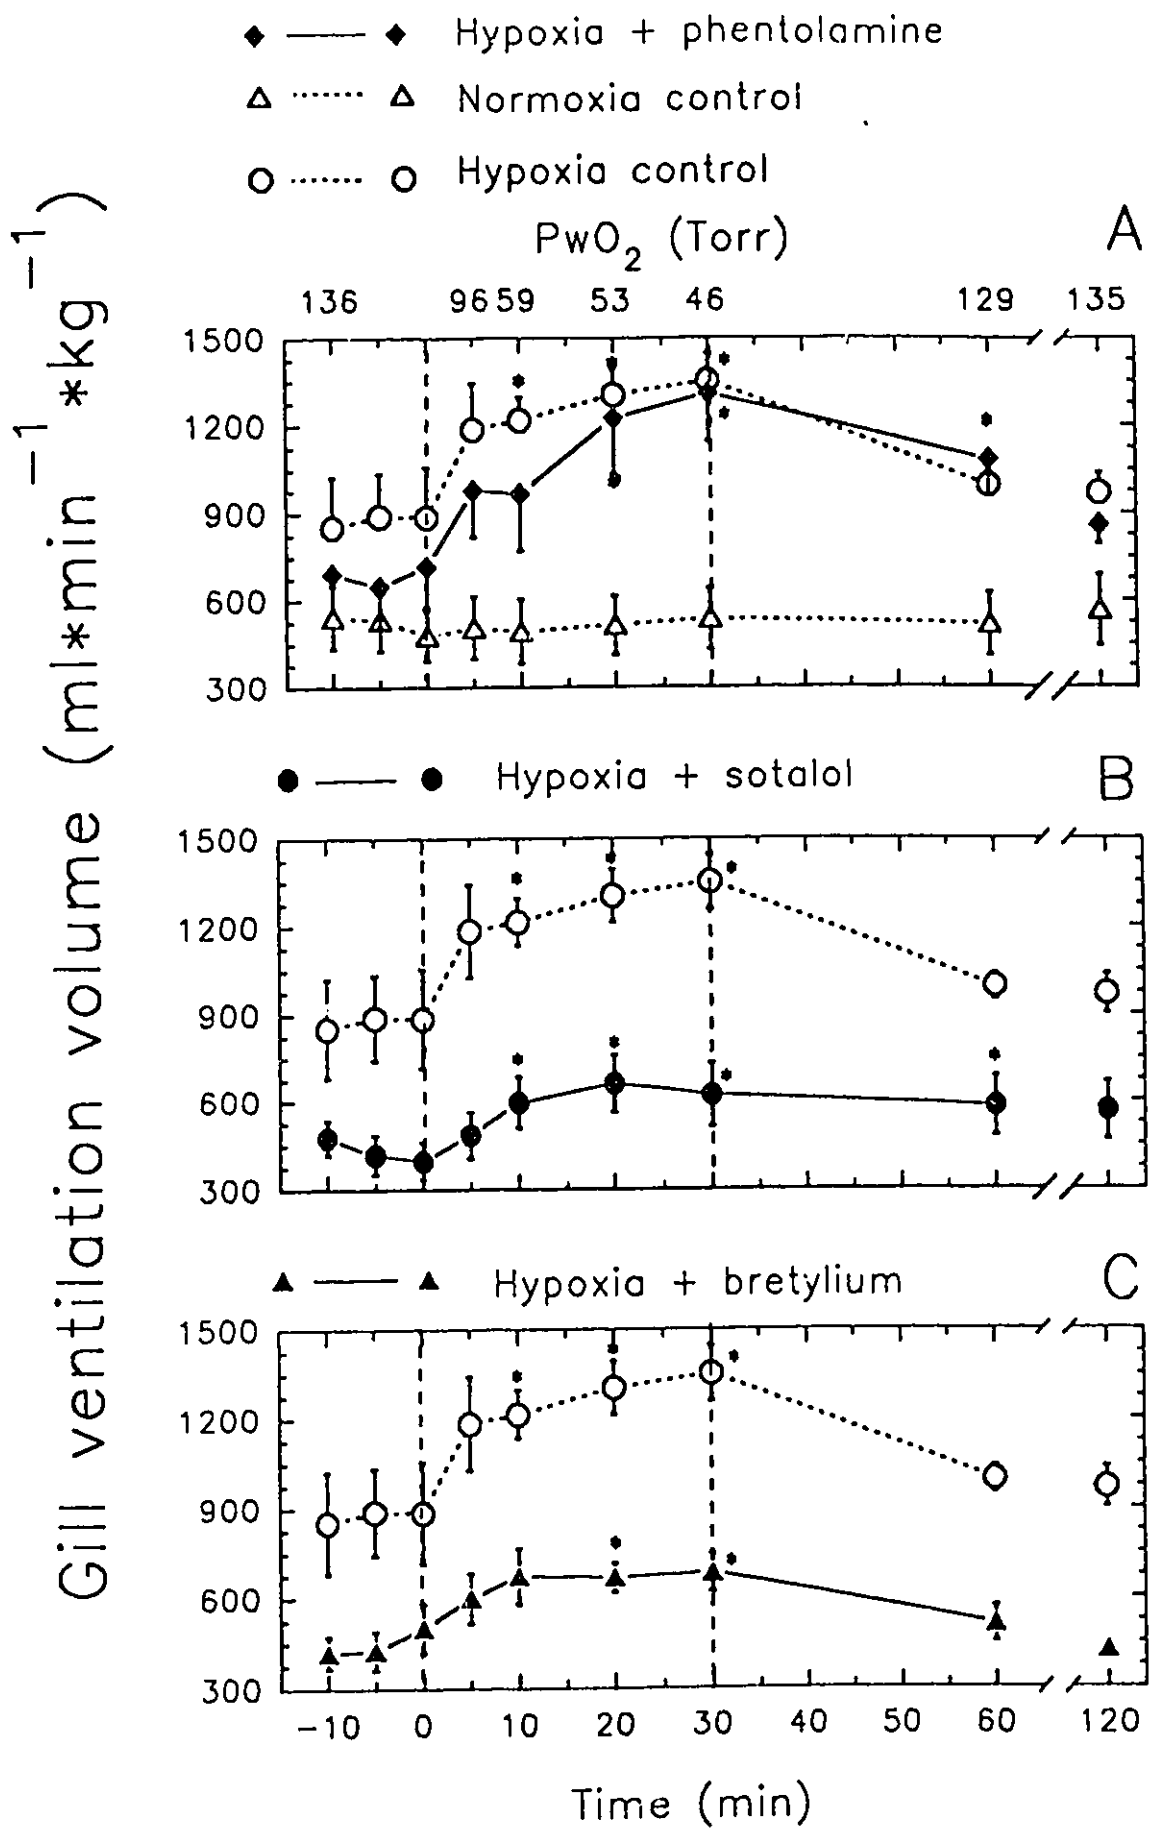 Hypoxia + phentolamine
Normoxia control
Hypoxia control
PwO2 (Torr)
A
136 96 59 53 46 129 135
1500
1200
900
600
300
Hypoxia + sotalol
B
1500
1200
900
600
300
Hypoxia + bretylium
C
1500
1200
900
600
300
-10 0 10 20 30 40 50 60 120
Time (min)
Gill ventilation volume (ml*min-1*kg-1)